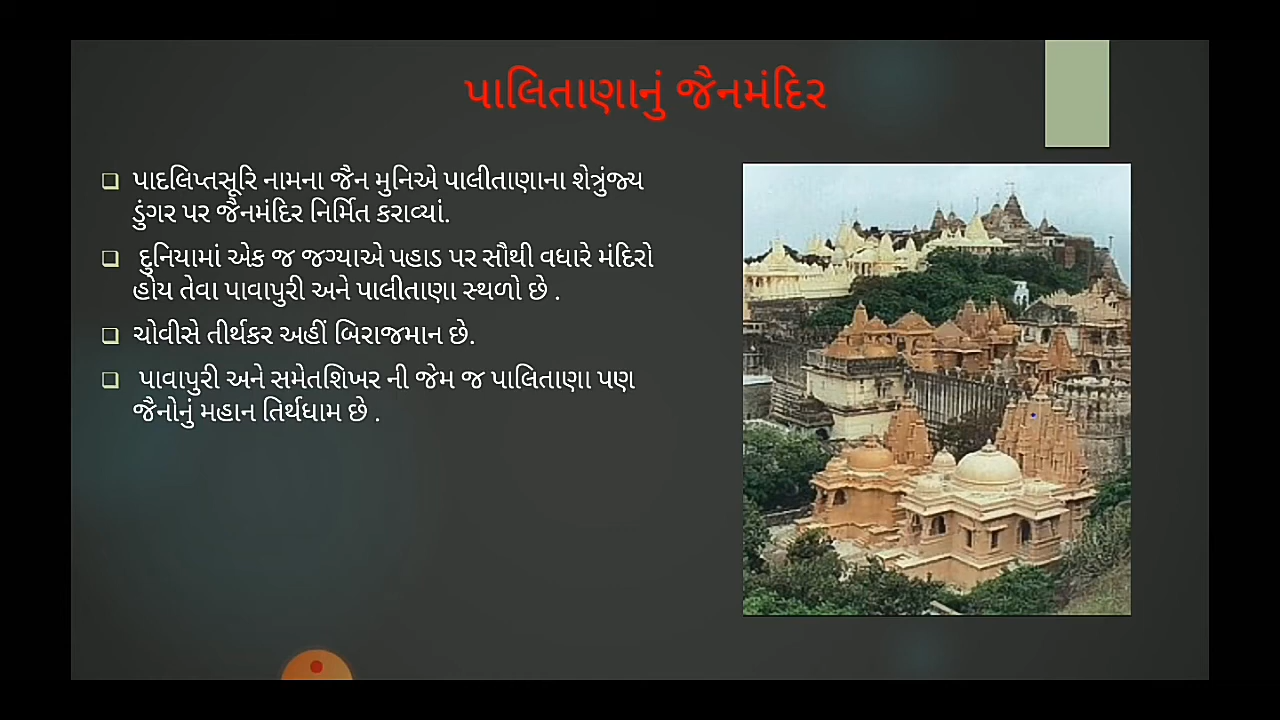 પાલિતાણાનું જૈનમંદિર
પાદલિપ્તસૂરિ નામના જૈન મુનિએ પાલીતાણાના શેત્રુંજ્ય
ડુંગર પર જૈનમંદિર નિર્મિત કરાવ્યાં.
દુનિયામાં એક જ જગ્યાએ પહાડ પર સૌથી વધારે મંદિરો
હોય તેવા પાવાપુરી અને પાલીતાણા સ્થળો છે .
ચોવીસે તીર્થકર અહીં બિરાજમાન છે.
પાવાપુરી અને સમેતશિખર ની જેમ જ પાલિતાણા પણ
જૈનોનું મહાન તિર્થધામ છે .